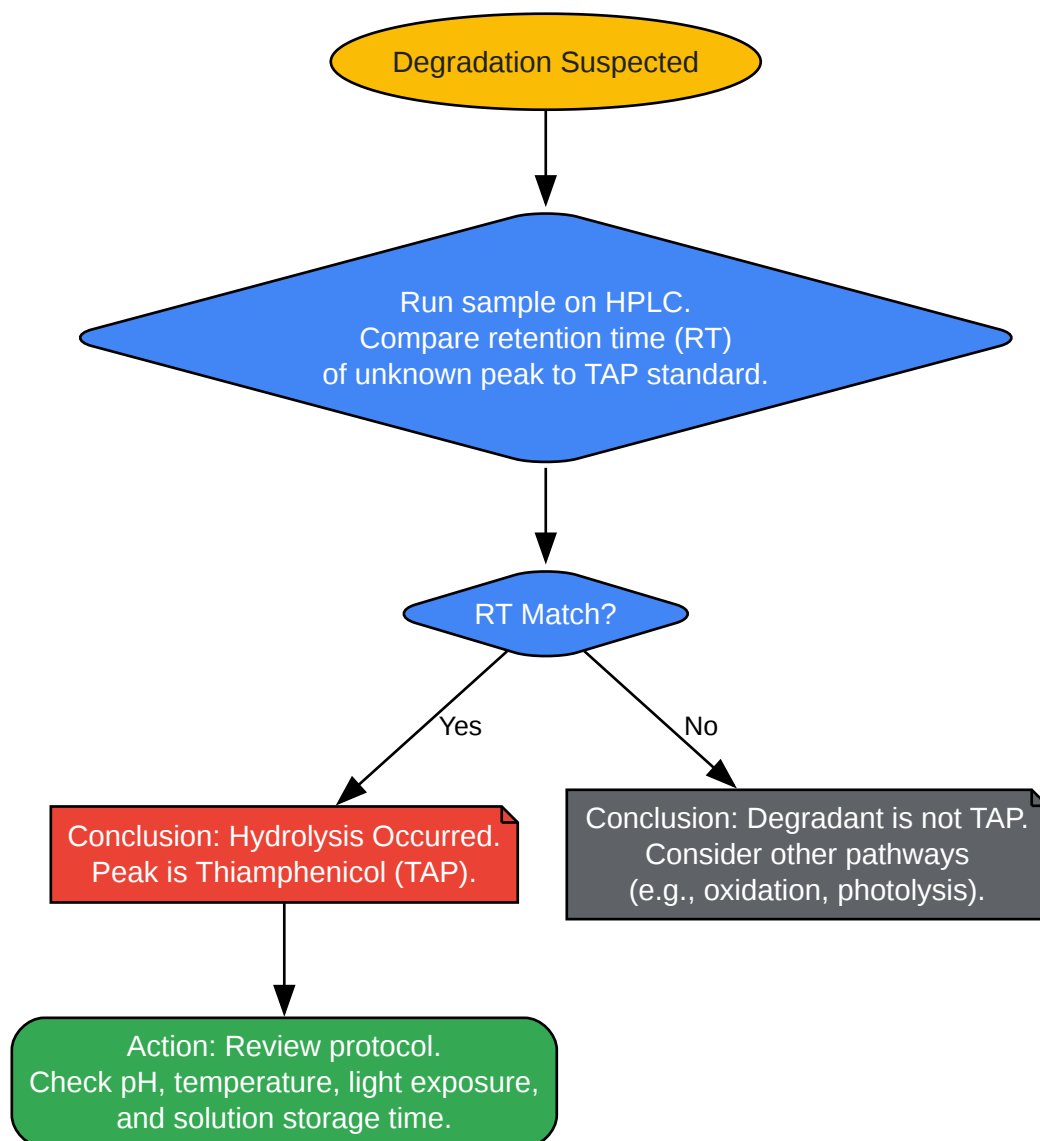 Degradation Suspected
Run sample on HPLC.
Compare retention time (RT)
of unknown peak to TAP standard.
RT Match?
Yes
No
Conclusion: Hydrolysis Occurred.
Peak is Thiamphenicol (TAP).
Conclusion: Degradant is not TAP.
Consider other pathways
(e.g., oxidation, photolysis).
Action: Review protocol.
Check pH, temperature, light exposure,
and solution storage time.